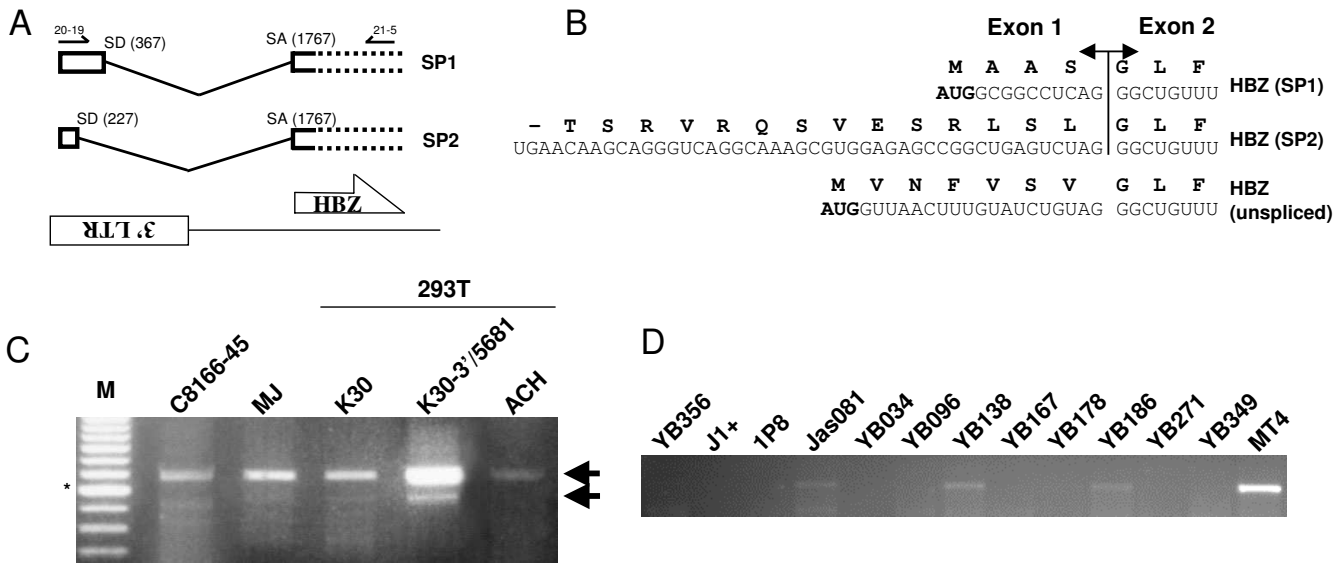 A
20-19
SD (367)
SA (1767)
21-5
SP1
SD (227)
SA (1767)
SP2
HBZ
3' LTR
B
Exon 1
Exon 2
M A A S G L F
AUGGCGGCCUCAG GGCUGUUU
HBZ (SP1)
– T S R V R Q S V E S R L S L G L F
UGAACAAGCAGGGUCAGGCAAAGCGUGGAGAGCCGGCUGAGUCUAG GGCUGUUU
HBZ (SP2)
M V N F V S V G L F
AUGGUUAACUUUGUAUCUGUAG GGCUGUUU
HBZ
(unspliced)
C
293T
M
C8166-45
MJ
K30
K30-3'/5681
ACH
*
D
YB356
J1+
1P8
Jas081
YB034
YB096
YB138
YB167
YB178
YB186
YB271
YB349
MT4